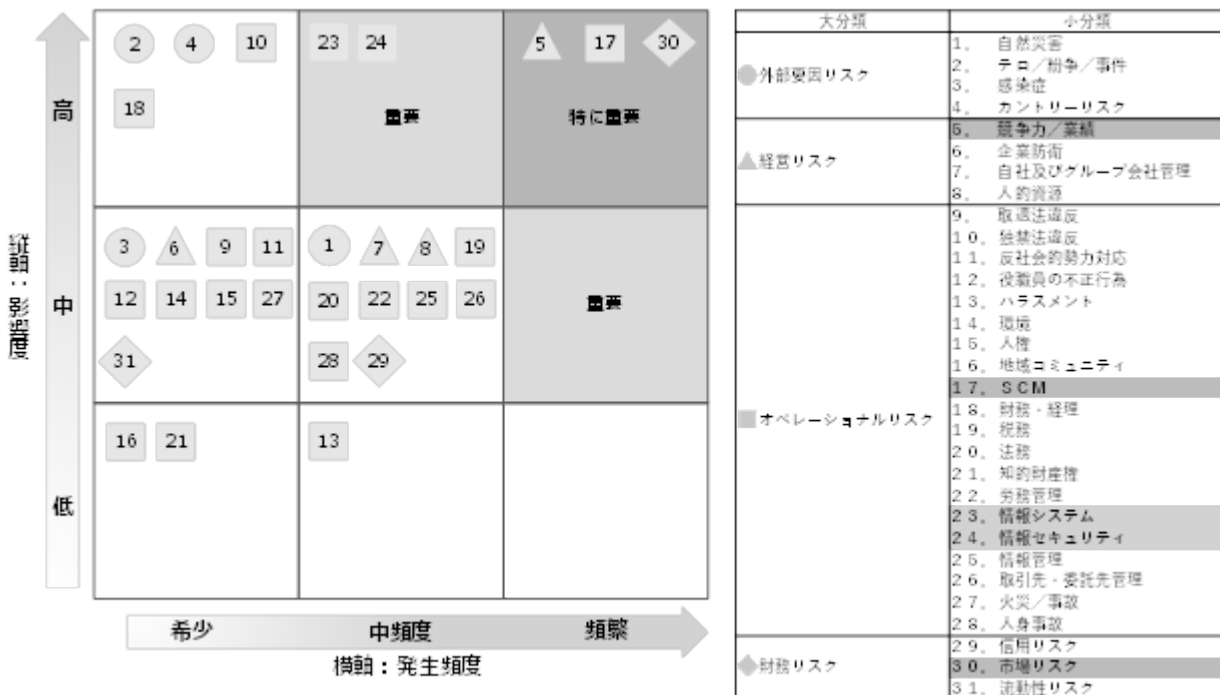 2 4 10 23 24 5 17 30
18
高
重要 特に重要
3 6 9 11 1 7 8 19
縦軸：影響度
12 14 15 27 20 22 25 26
中
重要
31 28 29
16 21 13
低
希少 中頻度 頻繁
横軸：発生頻度
大分類 小分類
外部要因リスク
1． 自然災害
2． テロ／紛争／事件
3． 感染症
4． カントリーリスク
経営リスク
5． 競争力／業績
6． 企業防衛
7． 自社及びグループ会社管理
8． 人的資源
オペレーショナルリスク
9． 取適法違反
10． 独禁法違反
11． 反社会的勢力対応
12． 役職員の不正行為
13． ハラスメント
14． 環境
15． 人権
16． 地域コミュニティ
17． SCM
18． 財務・経理
19． 税務
20． 法務
21． 知的財産権
22． 労務管理
23． 情報システム
24． 情報セキュリティ
25． 情報管理
26． 取引先・委託先管理
27． 火災／事故
28． 人身事故
財務リスク
29． 信用リスク
30． 市場リスク
31． 流動性リスク